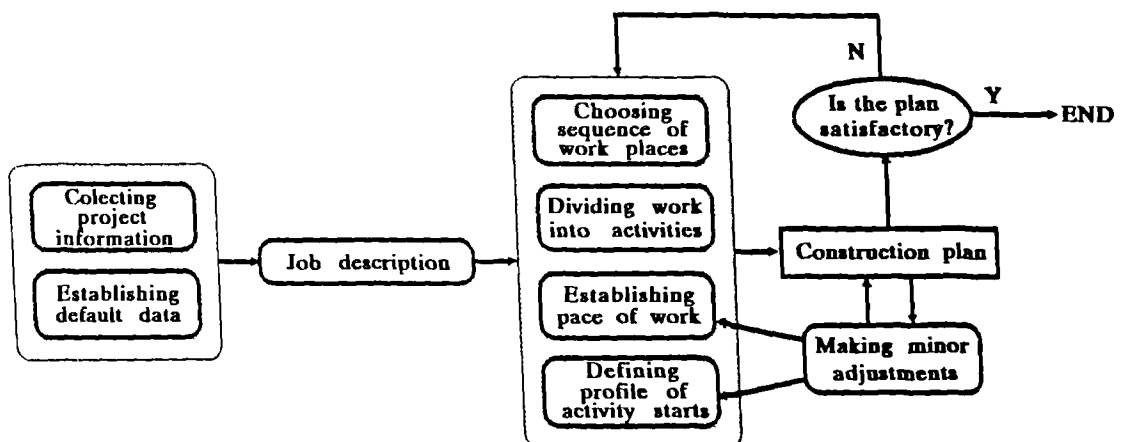 Colecting
project
information
Establishing
default data
Job description
Choosing
sequence of
work places
Dividing work
into activities
Establishing
pace of work
Defining
profile of
activity starts
N
Is the plan
satisfactory?
Y
END
Construction plan
Making minor
adjustments